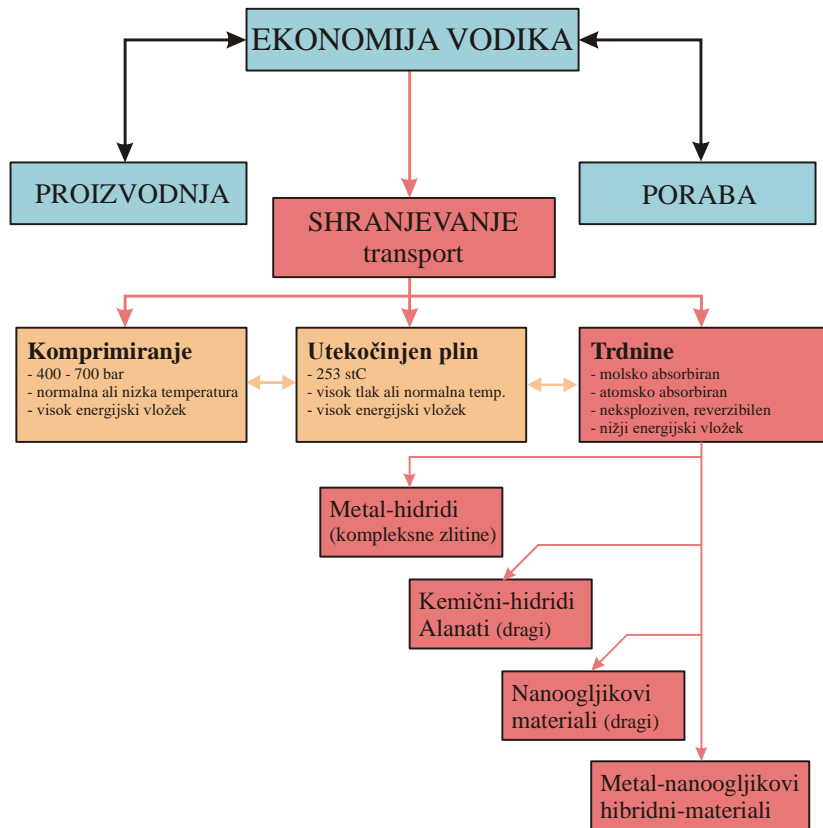 EKONOMIJA VODIKA
PROIZVODNJA
PORABA
SHRANJEVANJE
transport
Komprimiranje
- 400 - 700 bar
- normalna ali nizka temperatura
- visok energijski vložek
Utekočinjen plin
- 253 stC
- visok tlak ali normalna temp.
- visok energijski vložek
Trdnine
- molsko absorbiran
- atomsko absorbiran
- neksploziven, reverzibilen
- nižji energijski vložek
Metal-hidridi
(kompleksne zlitine)
Kemični-hidridi
Alanati (dragi)
Nanoogljikovi
materiali (dragi)
Metal-nanoogljikovi
hibridni-materiali